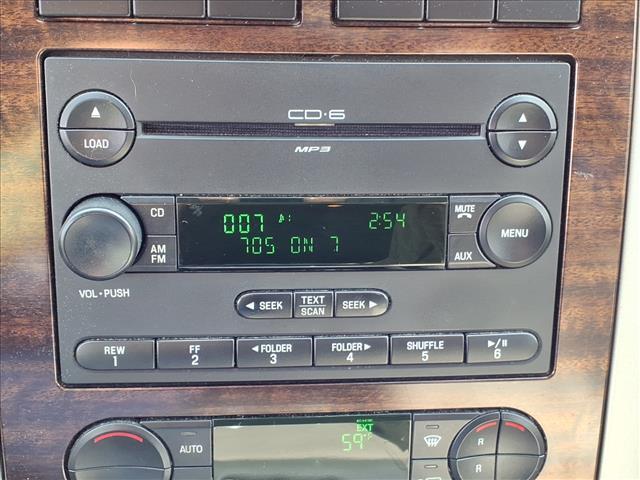 CD·6
LOAD
MP3
CD
007 2:54
MUTE
MENU
AM
FM
705 ON 7
AUX
VOL • PUSH
◄ SEEK TEXT SCAN SEEK ►
REW 1
FF 2
◄ FOLDER 3
FOLDER ► 4
SHUFFLE 5
►/II 6
AUTO
EXT
59°F
R
R
R